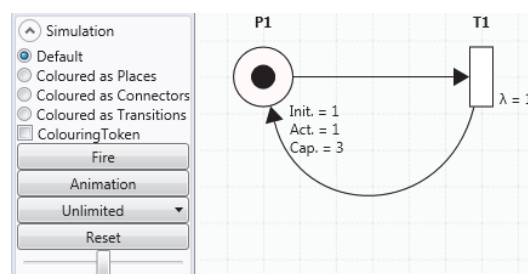 Simulation
Default
Coloured as Places
Coloured as Connectors
Coloured as Transitions
ColouringToken
Fire
Animation
Unlimited
Reset
P1
T1
Init. = 1
Act. = 1
Cap. = 3
λ = 1